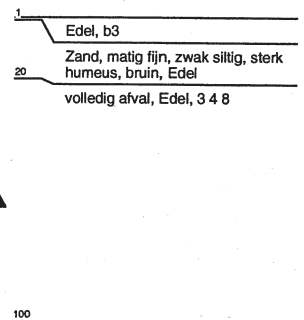 1
Edel, b3
Zand, matig fijn, zwak siltig, sterk
20
humeus, bruin, Edel
volledig afval, Edel, 3 4 8
100